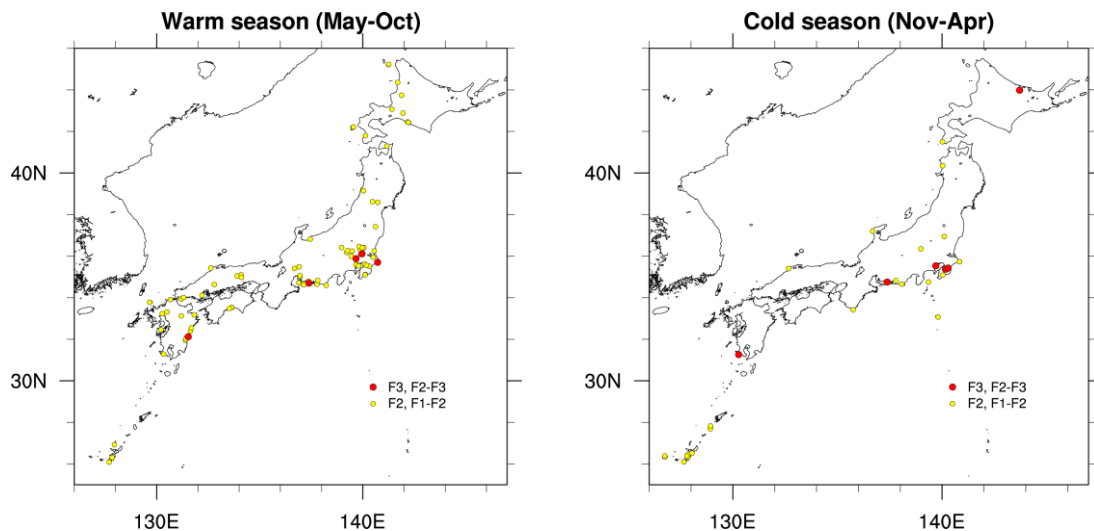 Warm season (May-Oct)
40N
30N
130E
140E
F3, F2-F3
F2, F1-F2
Cold season (Nov-Apr)
40N
30N
130E
140E
F3, F2-F3
F2, F1-F2